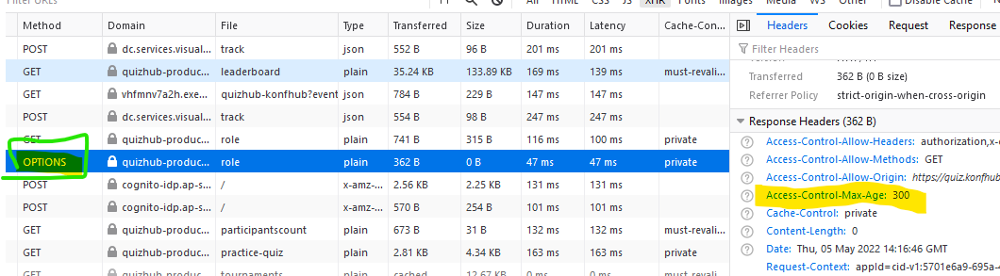 Filter URLs All HTML CSS JS XHR Fonts Images Media WS Other Disable Cache
Method Domain File Type Transferred Size Duration Latency Cache-Con… Headers Cookies Request Response
POST dc.services.visual… track json 552 B 96 B 201 ms 201 ms
Filter Headers
GET quizhub-produc… leaderboard plain 35.24 KB 133.89 KB 169 ms 139 ms must-revali…
Transferred 362 B (0 B size)
GET vhfmnv7a2h.exe… quizhub-konfhub?event json 784 B 229 B 147 ms 147 ms
Referrer Policy strict-origin-when-cross-origin
POST dc.services.visual… track json 554 B 98 B 247 ms 247 ms
Response Headers (362 B)
GET quizhub-produc… role plain 741 B 315 B 116 ms 100 ms private
Access-Control-Allow-Headers: authorization,x-
OPTIONS quizhub-produc… role plain 362 B 0 B 47 ms 47 ms private
Access-Control-Allow-Methods: GET
POST cognito-idp.ap-s… / x-amz-… 2.56 KB 2.25 KB 131 ms 131 ms
Access-Control-Allow-Origin: https://quiz.konfhub
POST cognito-idp.ap-s… / x-amz-… 570 B 254 B 101 ms 101 ms
Access-Control-Max-Age: 300
Cache-Control: private
GET quizhub-produc… participantscount plain 673 B 31 B 132 ms 132 ms must-revali…
Content-Length: 0
GET quizhub-produc… practice-quiz plain 2.81 KB 4.34 KB 163 ms 163 ms private
Date: Thu, 05 May 2022 14:16:46 GMT
GET quizhub-produc… tournaments plain cached 12.67 KB 0 ms 0 ms must-revali…
Request-Context: appId=cid-v1:5701e6a9-695a-